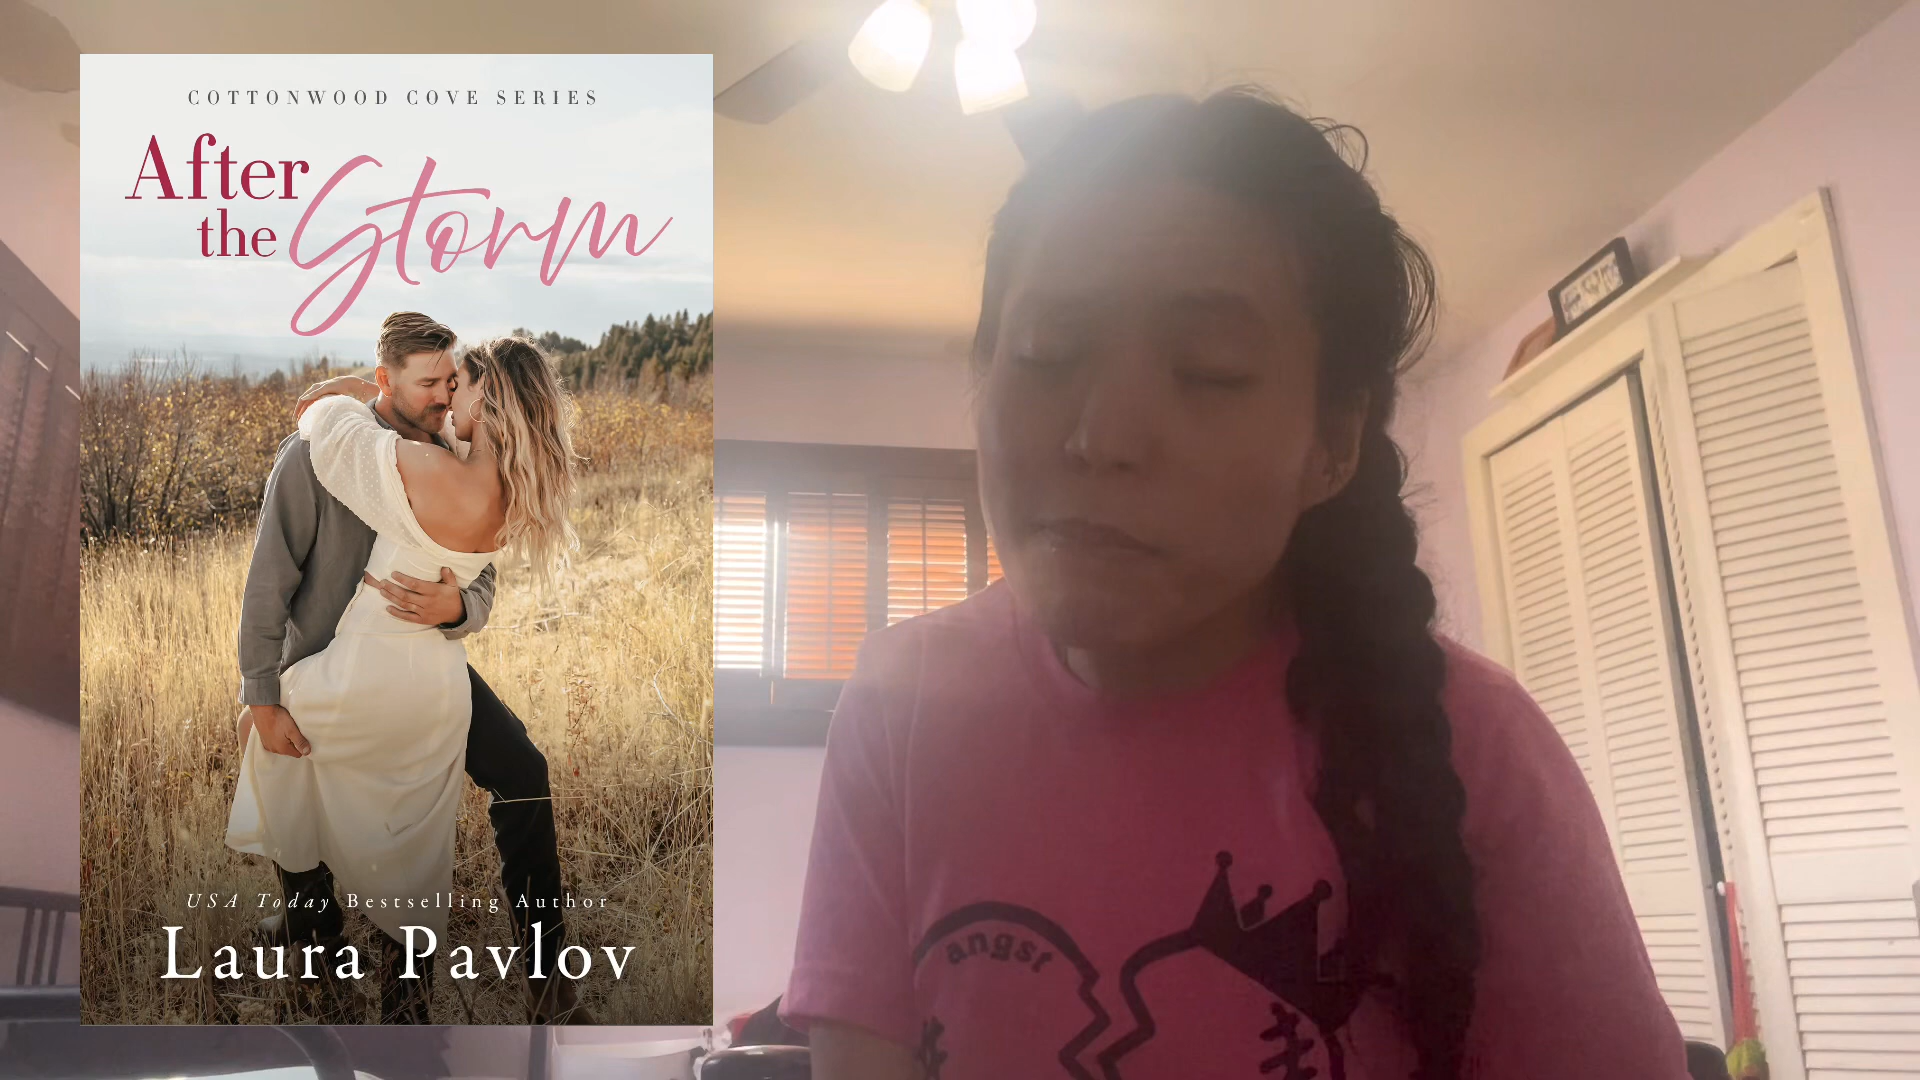 COTTONWOOD COVE SERIES
After
the Storm
USA Today Bestselling Author
Laura Pavlov
angst